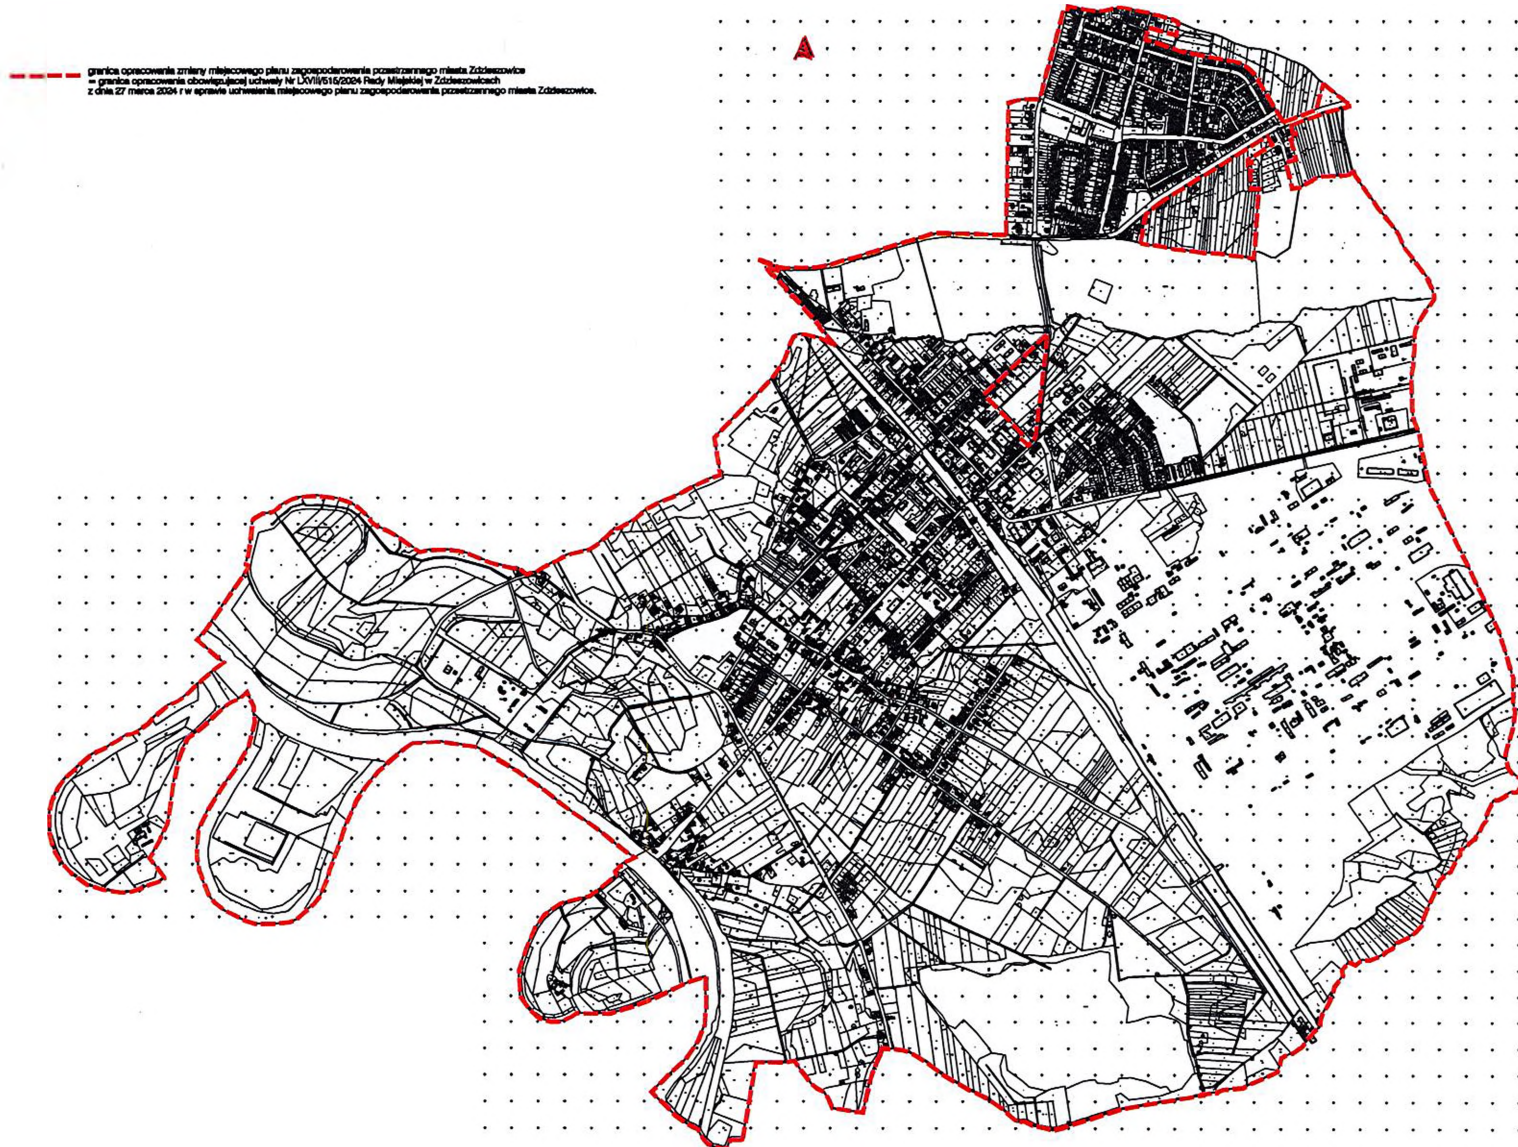 granica opracowania zmiany miejscowego planu zagospodarowania przestrzennego miasta Zdzieszowice
= granica opracowania obowiązującej uchwały Nr LXVIII/515/2024 Rady Miejskiej w Zdzieszowicach
z dnia 27 marca 2024 r w sprawie uchwalenia miejscowego planu zagospodarowania przestrzennego miasta Zdzieszowice.